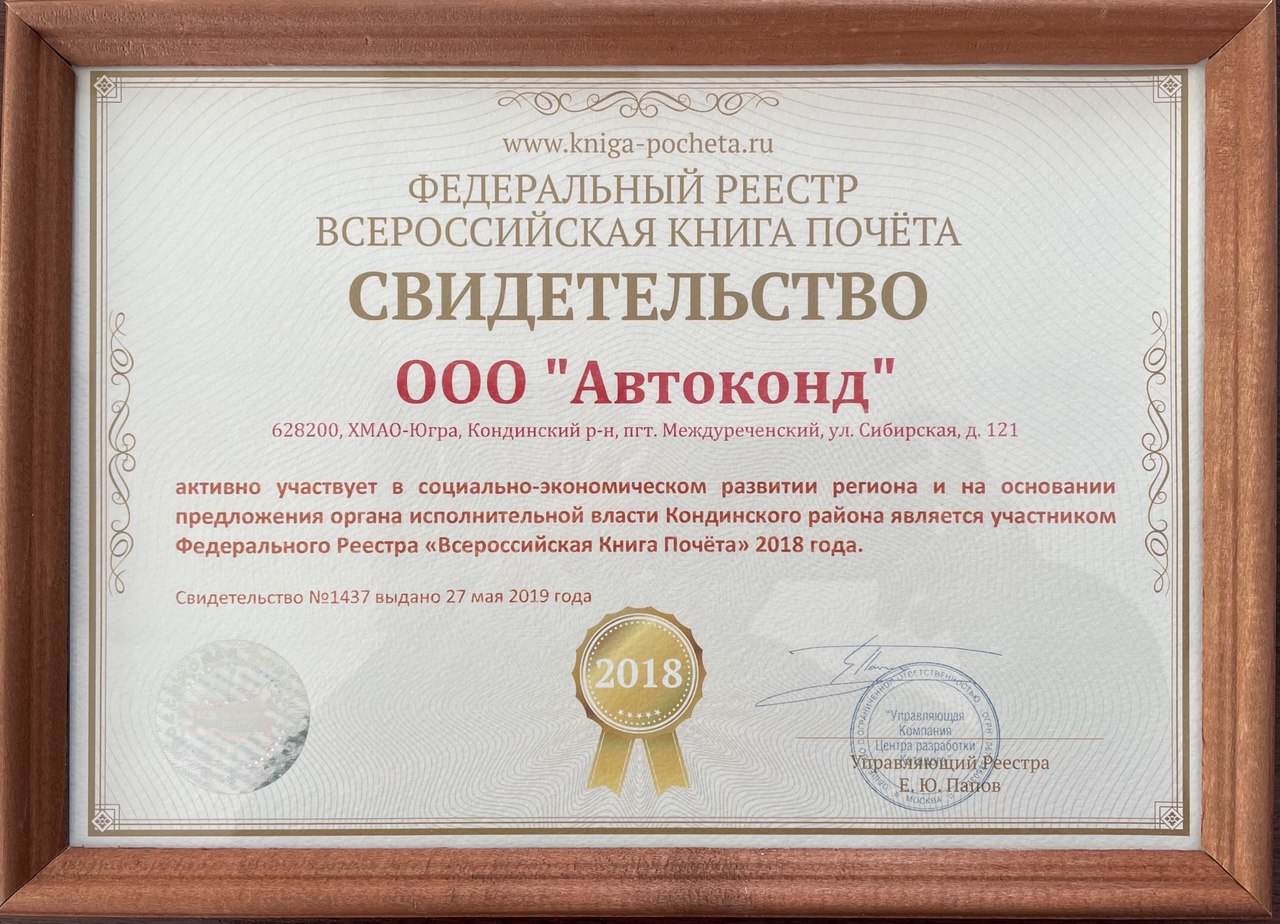 www.kniga-pocheta.ru
ФЕДЕРАЛЬНЫЙ РЕЕСТР
ВСЕРОССИЙСКАЯ КНИГА ПОЧЁТА
СВИДЕТЕЛЬСТВО
ООО "Автоконд"
628200, ХМАО-Югра, Кондинский р-н, пгт. Междуреченский, ул. Сибирская, д. 121
активно участвует в социально-экономическом развитии региона и на основании
предложения органа исполнительной власти Кондинского района является участником
Федерального Реестра «Всероссийская Книга Почёта» 2018 года.
Свидетельство №1437 выдано 27 мая 2019 года
2018
"Управляющая
Компания
Центра разработки
Управляющий Реестра
Е. Ю. Папов
МОСКВА